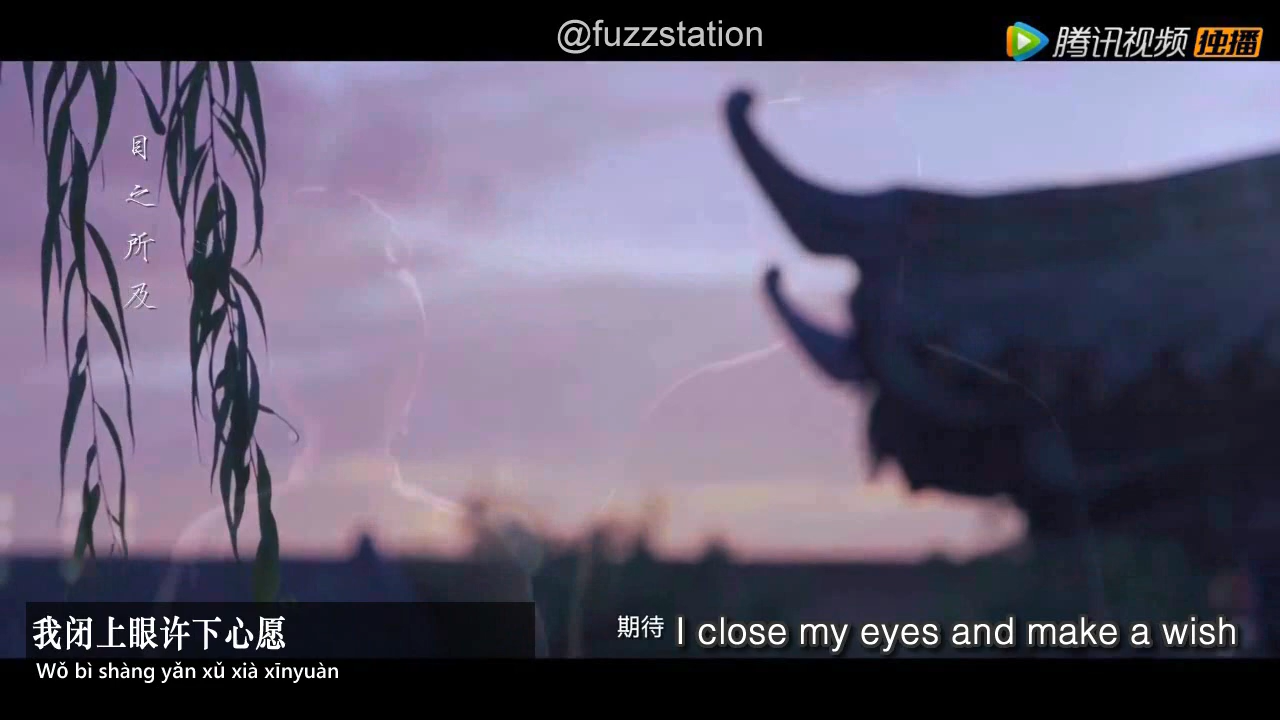 @fuzzstation
腾讯视频 独播
目之所及
我闭上眼许下心愿
Wǒ bì shàng yǎn xǔ xià xīnyuàn
期待 I close my eyes and make a wish